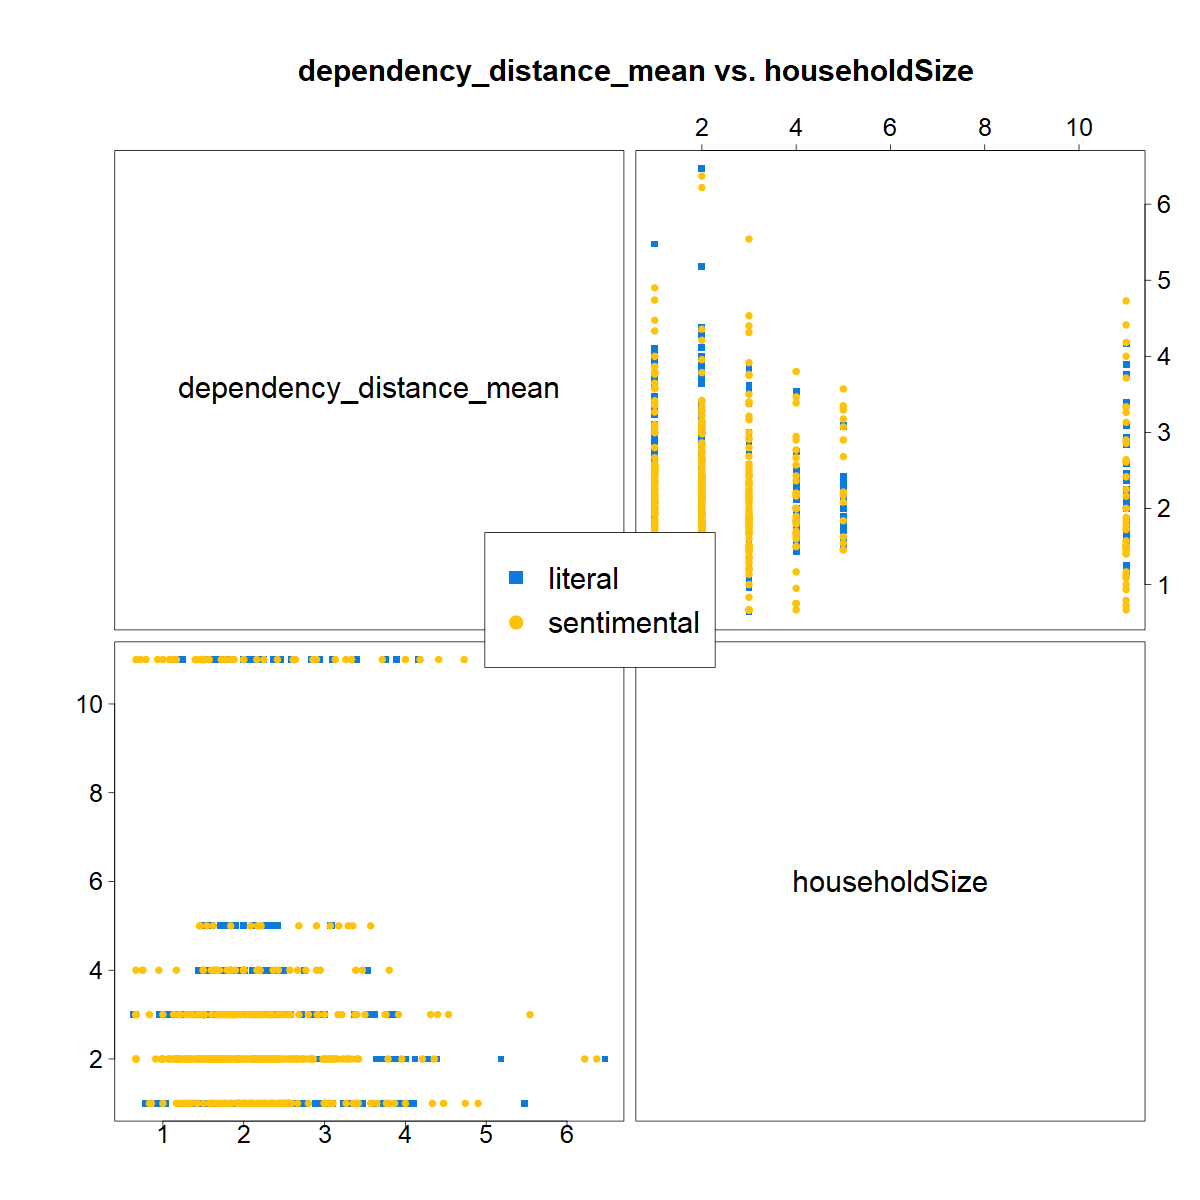 dependency_distance_mean vs. householdSize
2 4 6 8 10
dependency_distance_mean
6
5
4
3
2
1
literal
sentimental
10
8
6
4
2
householdSize
1 2 3 4 5 6